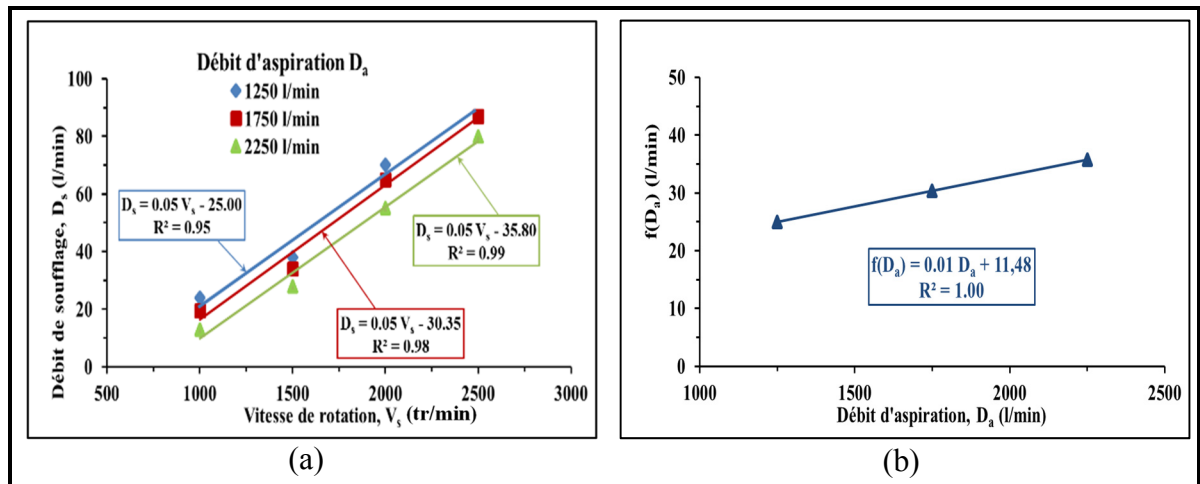 Débit d'aspiration Dₐ
1250 l/min
1750 l/min
2250 l/min
Débit de soufflage, Dₛ (l/min)
100
80
60
40
20
0
Dₛ = 0.05 Vₛ - 25.00
R² = 0.95
Dₛ = 0.05 Vₛ - 35.80
R² = 0.99
Dₛ = 0.05 Vₛ - 30.35
R² = 0.98
500 1000 1500 2000 2500 3000
Vitesse de rotation, Vₛ (tr/min)
(a)
f(Dₐ) (l/min)
50
40
30
20
10
0
f(Dₐ) = 0.01 Dₐ + 11,48
R² = 1.00
1000 1500 2000 2500
Débit d'aspiration, Dₐ (l/min)
(b)